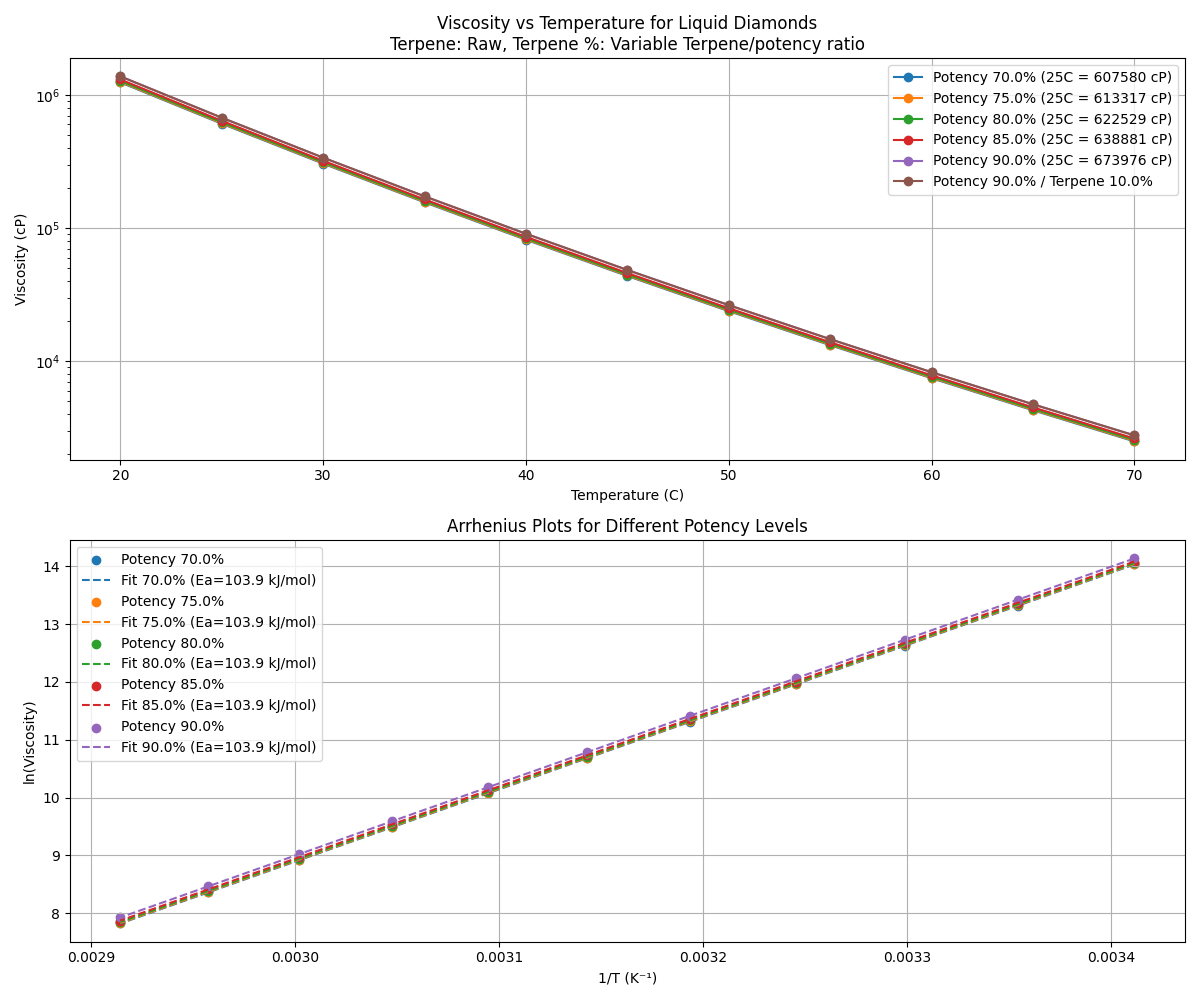 Viscosity vs Temperature for Liquid Diamonds
Terpene: Raw, Terpene %: Variable Terpene/potency ratio
Viscosity (cP)
10⁶
10⁵
10⁴
Potency 70.0% (25C = 607580 cP)
Potency 75.0% (25C = 613317 cP)
Potency 80.0% (25C = 622529 cP)
Potency 85.0% (25C = 638881 cP)
Potency 90.0% (25C = 673976 cP)
Potency 90.0% / Terpene 10.0%
20 30 40 50 60 70
Temperature (C)
Arrhenius Plots for Different Potency Levels
ln(Viscosity)
14
13
12
11
10
9
8
Potency 70.0%
Fit 70.0% (Ea=103.9 kJ/mol)
Potency 75.0%
Fit 75.0% (Ea=103.9 kJ/mol)
Potency 80.0%
Fit 80.0% (Ea=103.9 kJ/mol)
Potency 85.0%
Fit 85.0% (Ea=103.9 kJ/mol)
Potency 90.0%
Fit 90.0% (Ea=103.9 kJ/mol)
0.0029 0.0030 0.0031 0.0032 0.0033 0.0034
1/T (K⁻¹)